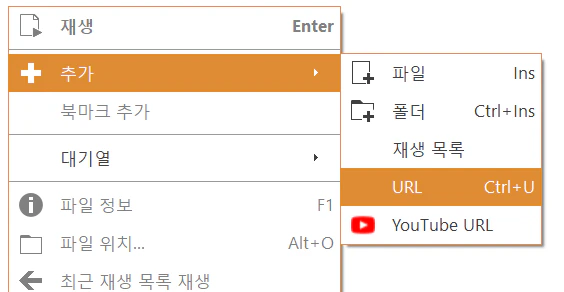 재생 Enter
추가
북마크 추가
대기열
파일 정보 F1
파일 위치... Alt+O
최근 재생 목록 재생
파일 Ins
폴더 Ctrl+Ins
재생 목록
URL Ctrl+U
YouTube URL